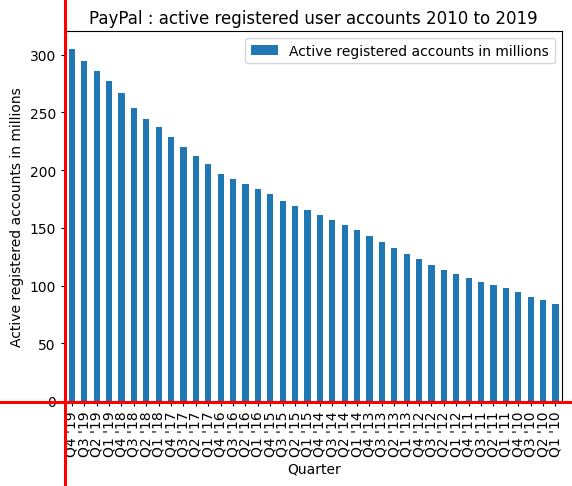 PayPal : active registered user accounts 2010 to 2019
Active registered accounts in millions
Active registered accounts in millions
300
250
200
150
100
50
0
Q4 '19
Q3 '19
Q2 '19
Q1 '19
Q4 '18
Q3 '18
Q2 '18
Q1 '18
Q4 '17
Q3 '17
Q2 '17
Q1 '17
Q4 '16
Q3 '16
Q2 '16
Q1 '16
Q4 '15
Q3 '15
Q2 '15
Q1 '15
Q4 '14
Q3 '14
Q2 '14
Q1 '14
Q4 '13
Q3 '13
Q2 '13
Q1 '13
Q4 '12
Q3 '12
Q2 '12
Q1 '12
Q4 '11
Q3 '11
Q2 '11
Q1 '11
Q4 '10
Q3 '10
Q2 '10
Q1 '10
Quarter